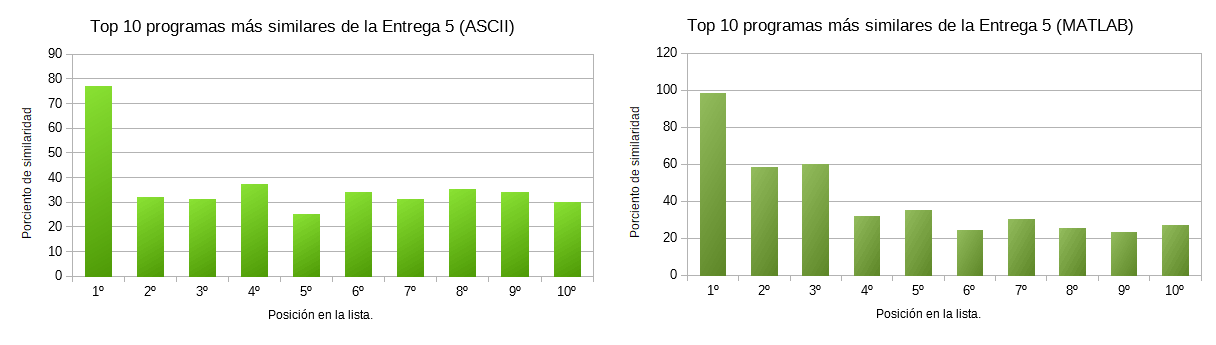 Top 10 programas más similares de la Entrega 5 (ASCII)
Porciento de similaridad
90
80
70
60
50
40
30
20
10
0
1º 2º 3º 4º 5º 6º 7º 8º 9º 10º
Posición en la lista.
Top 10 programas más similares de la Entrega 5 (MATLAB)
Porciento de similaridad
120
100
80
60
40
20
0
1º 2º 3º 4º 5º 6º 7º 8º 9º 10º
Posición en la lista.